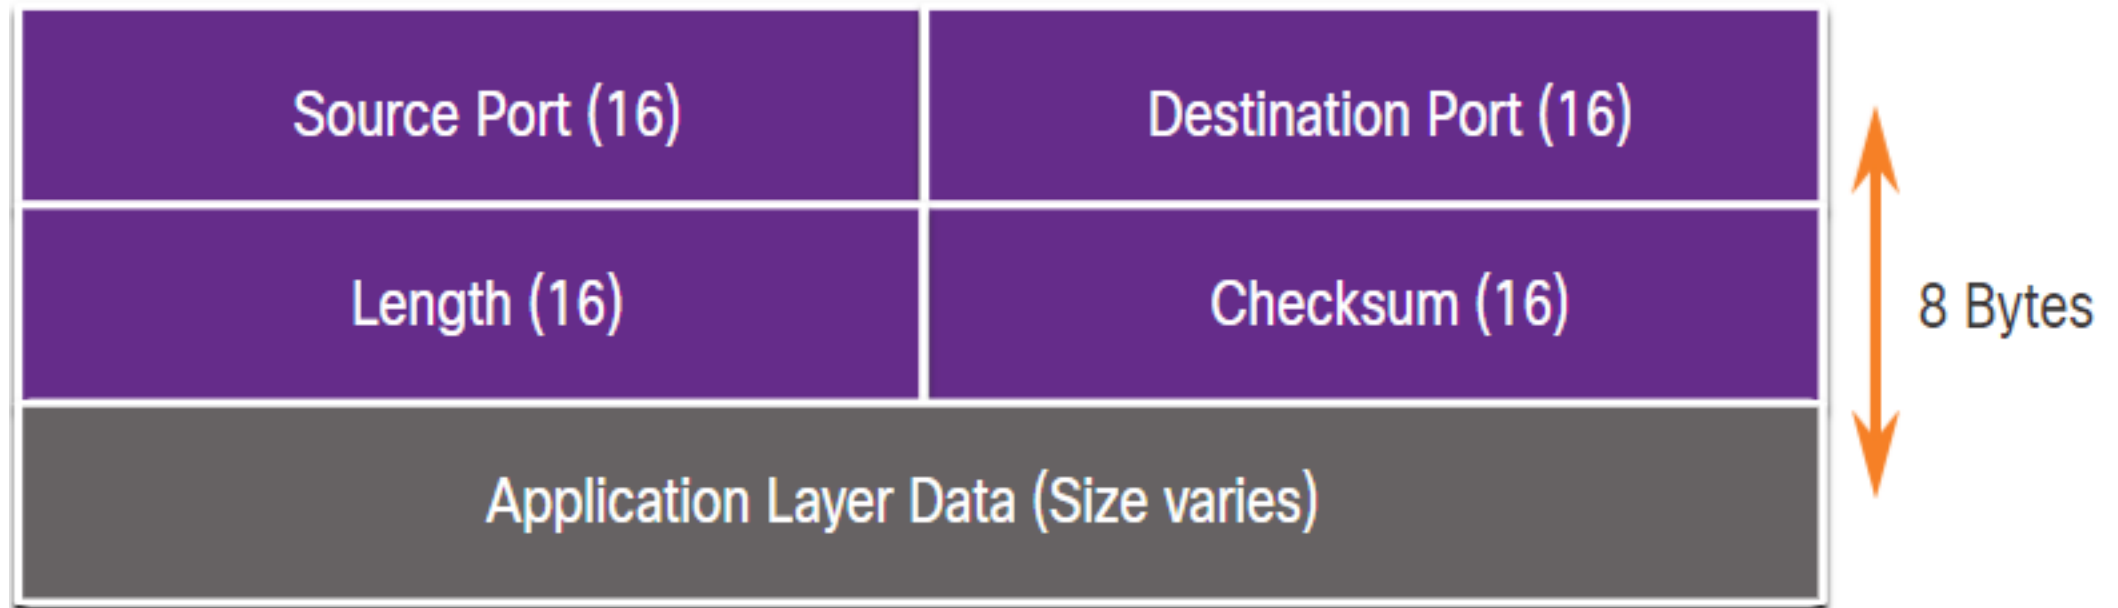 Source Port (16)
Destination Port (16)
Length (16)
Checksum (16)
8 Bytes
Application Layer Data (Size varies)